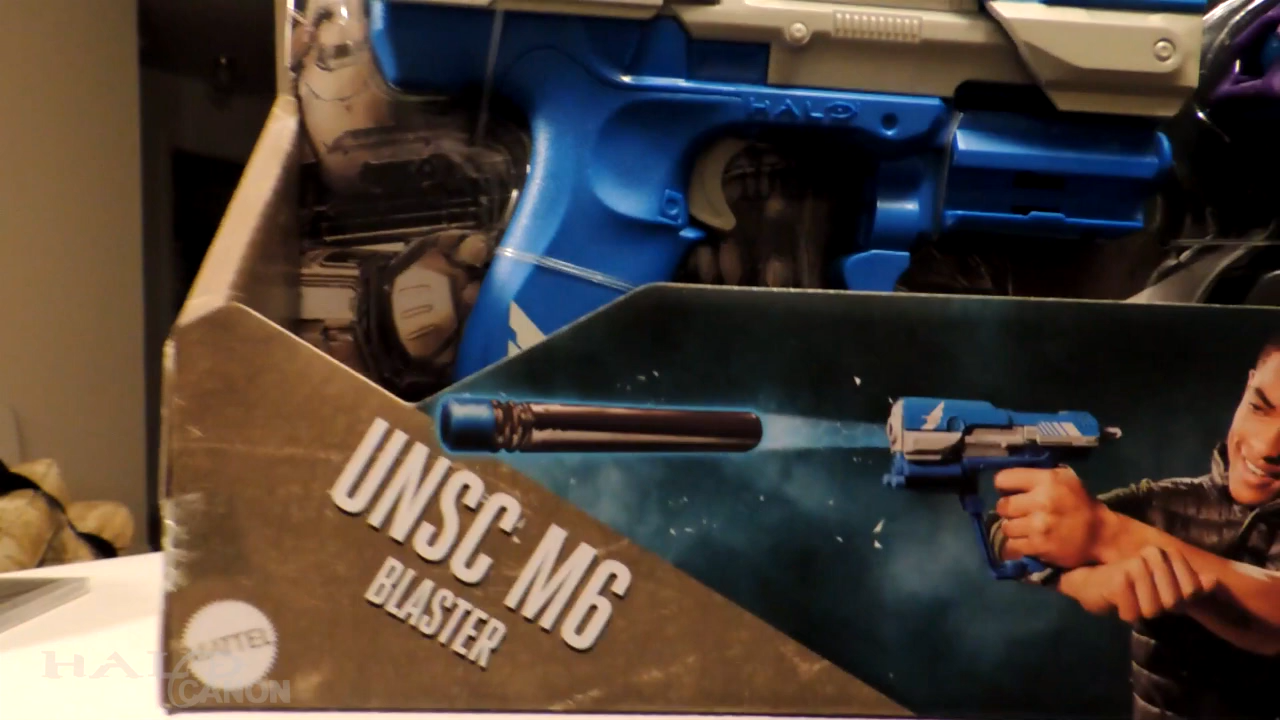 HALO
UNSC M6
BLASTER
MATTEL
HALO
CANON